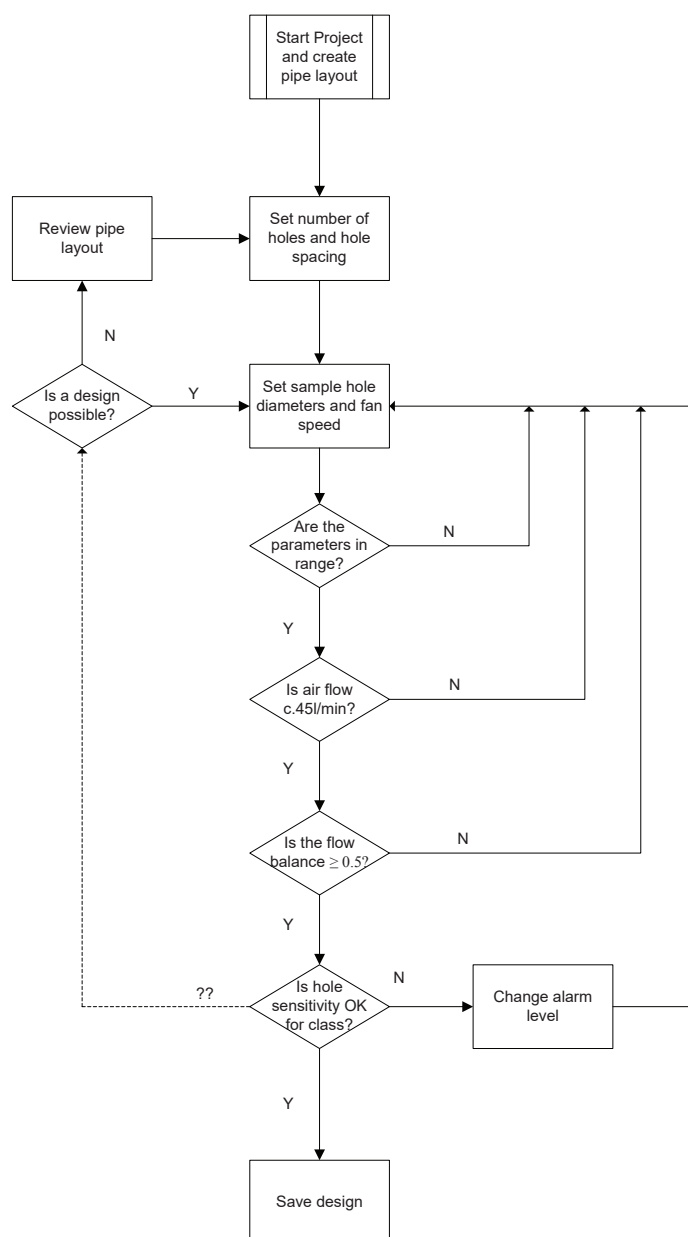 Start Project
and create
pipe layout
Review pipe
layout
Set number of
holes and hole
spacing
N
Is a design
possible?
Y
Set sample hole
diameters and fan
speed
Are the
parameters in
range?
N
Y
Is air flow
c.45l/min?
N
Y
Is the flow
balance ≥ 0.5?
N
Y
??
Is hole
sensitivity OK
for class?
N
Change alarm
level
Y
Save design